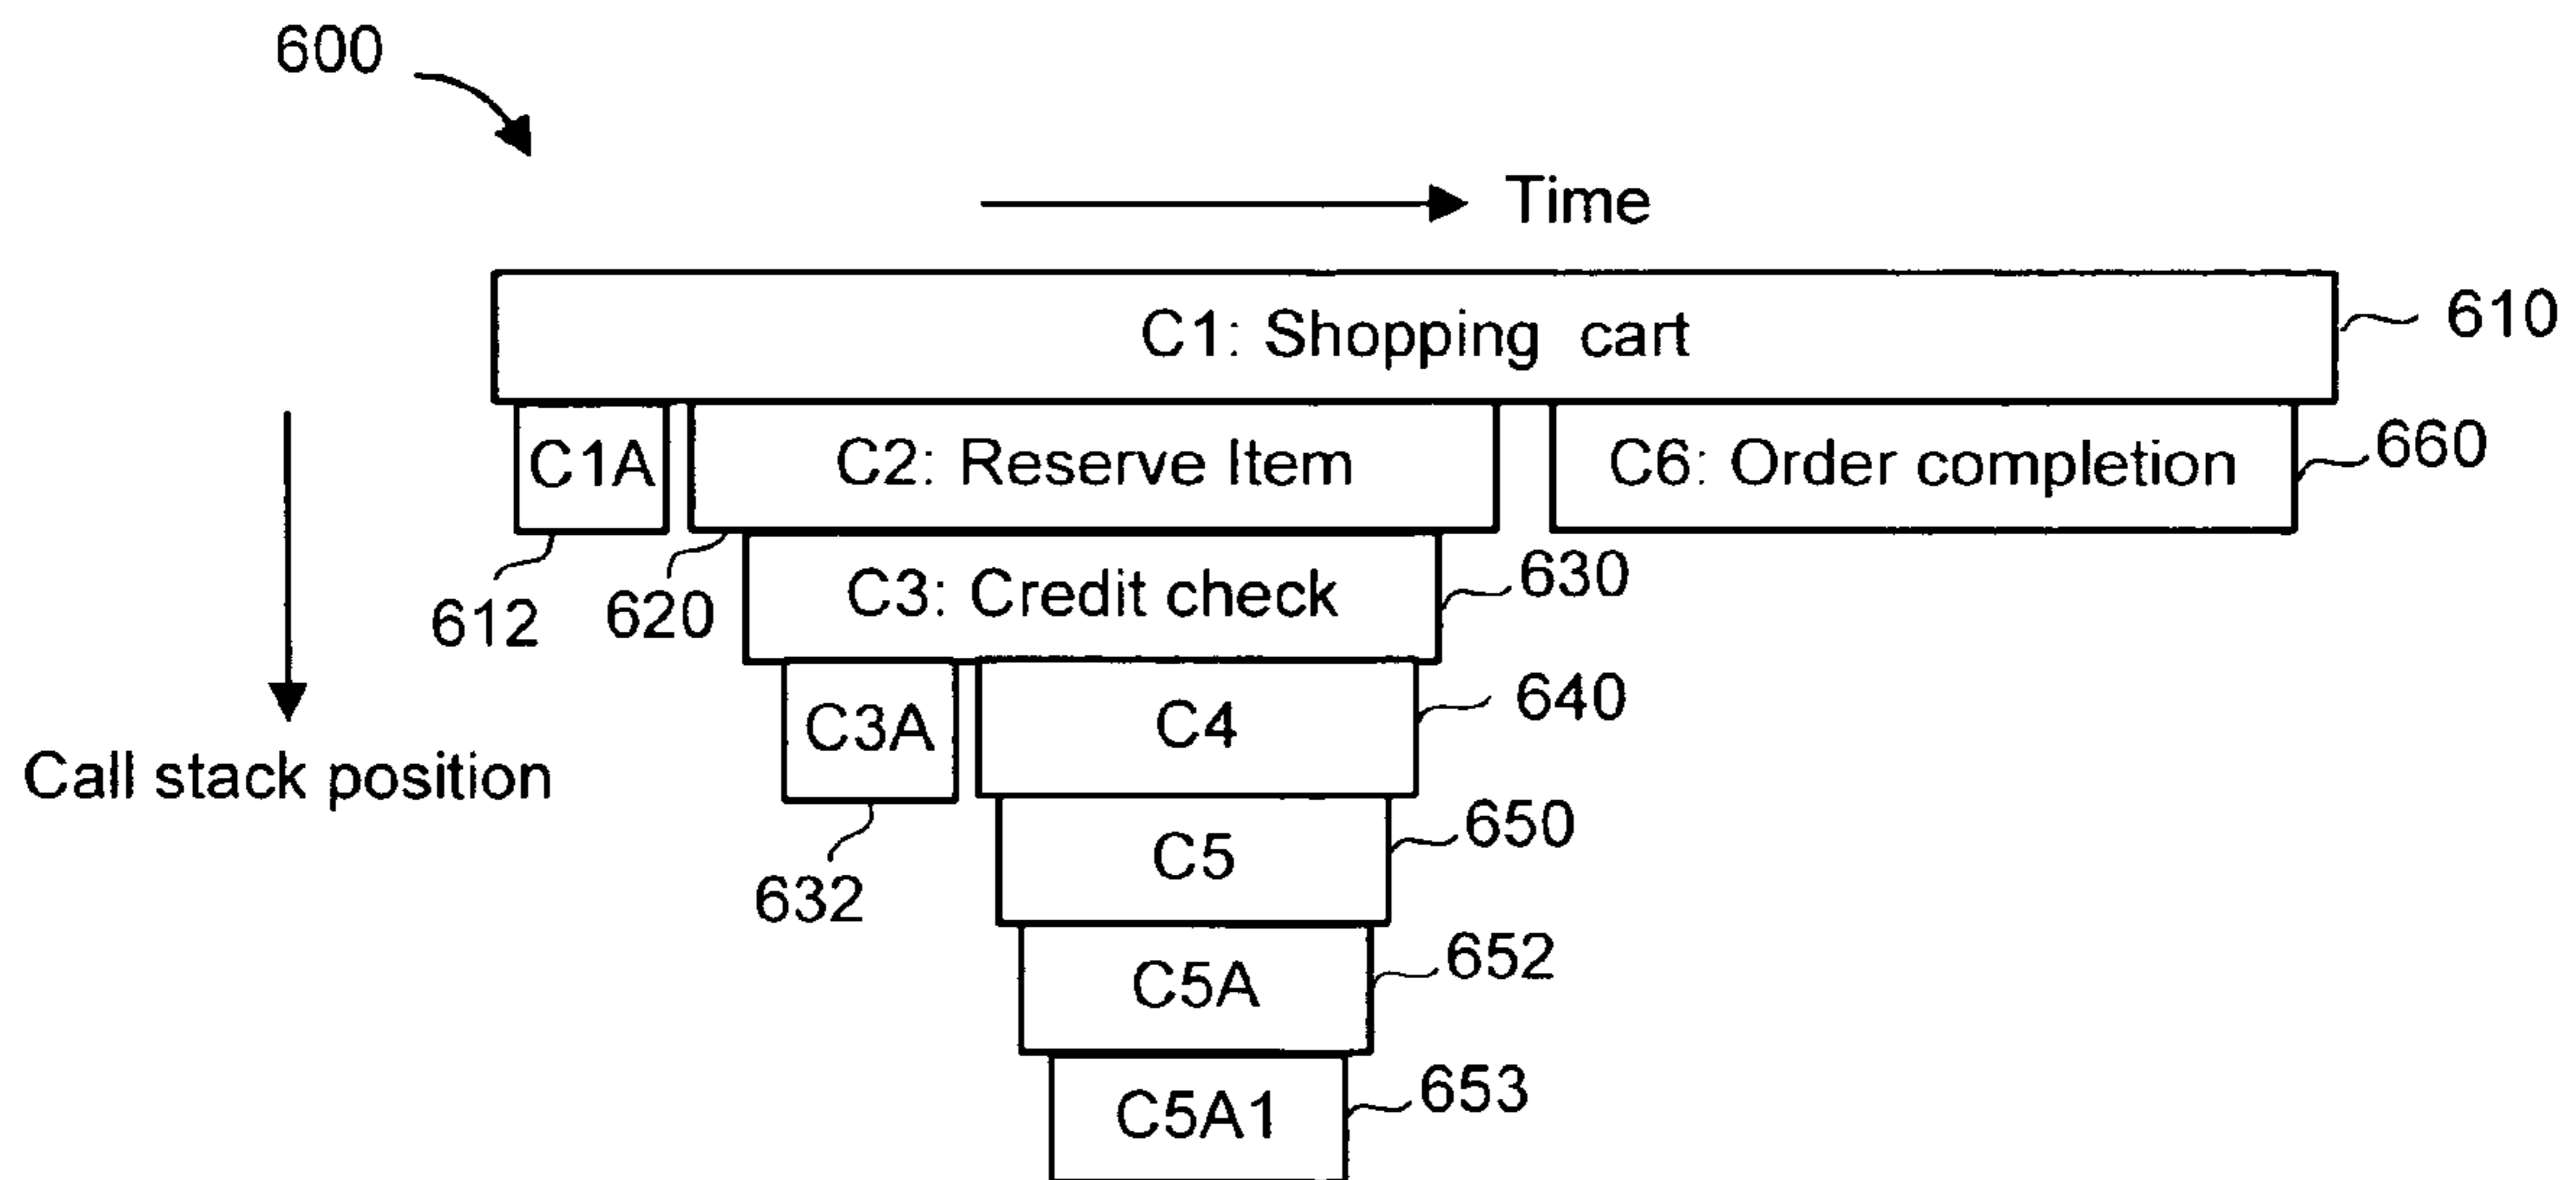 600
Time
C1: Shopping cart
610
C1A
C2: Reserve Item
C6: Order completion
660
612
620
C3: Credit check
630
C3A
C4
640
Call stack position
632
C5
650
C5A
652
C5A1
653